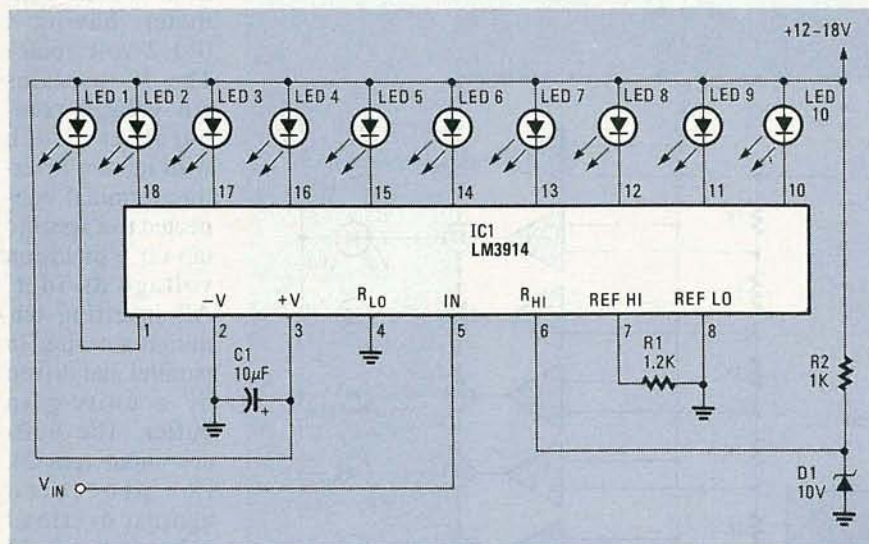 +12–18V
LED 1
LED 2
LED 3
LED 4
LED 5
LED 6
LED 7
LED 8
LED 9
LED
10
18
17
16
15
14
13
12
11
10
IC1
LM3914
–V
+V
RLO
IN
RHI
REF HI
REF LO
1
2
3
4
5
6
7
8
C1
10µF
+
R1
1.2K
R2
1K
VIN
D1
10V